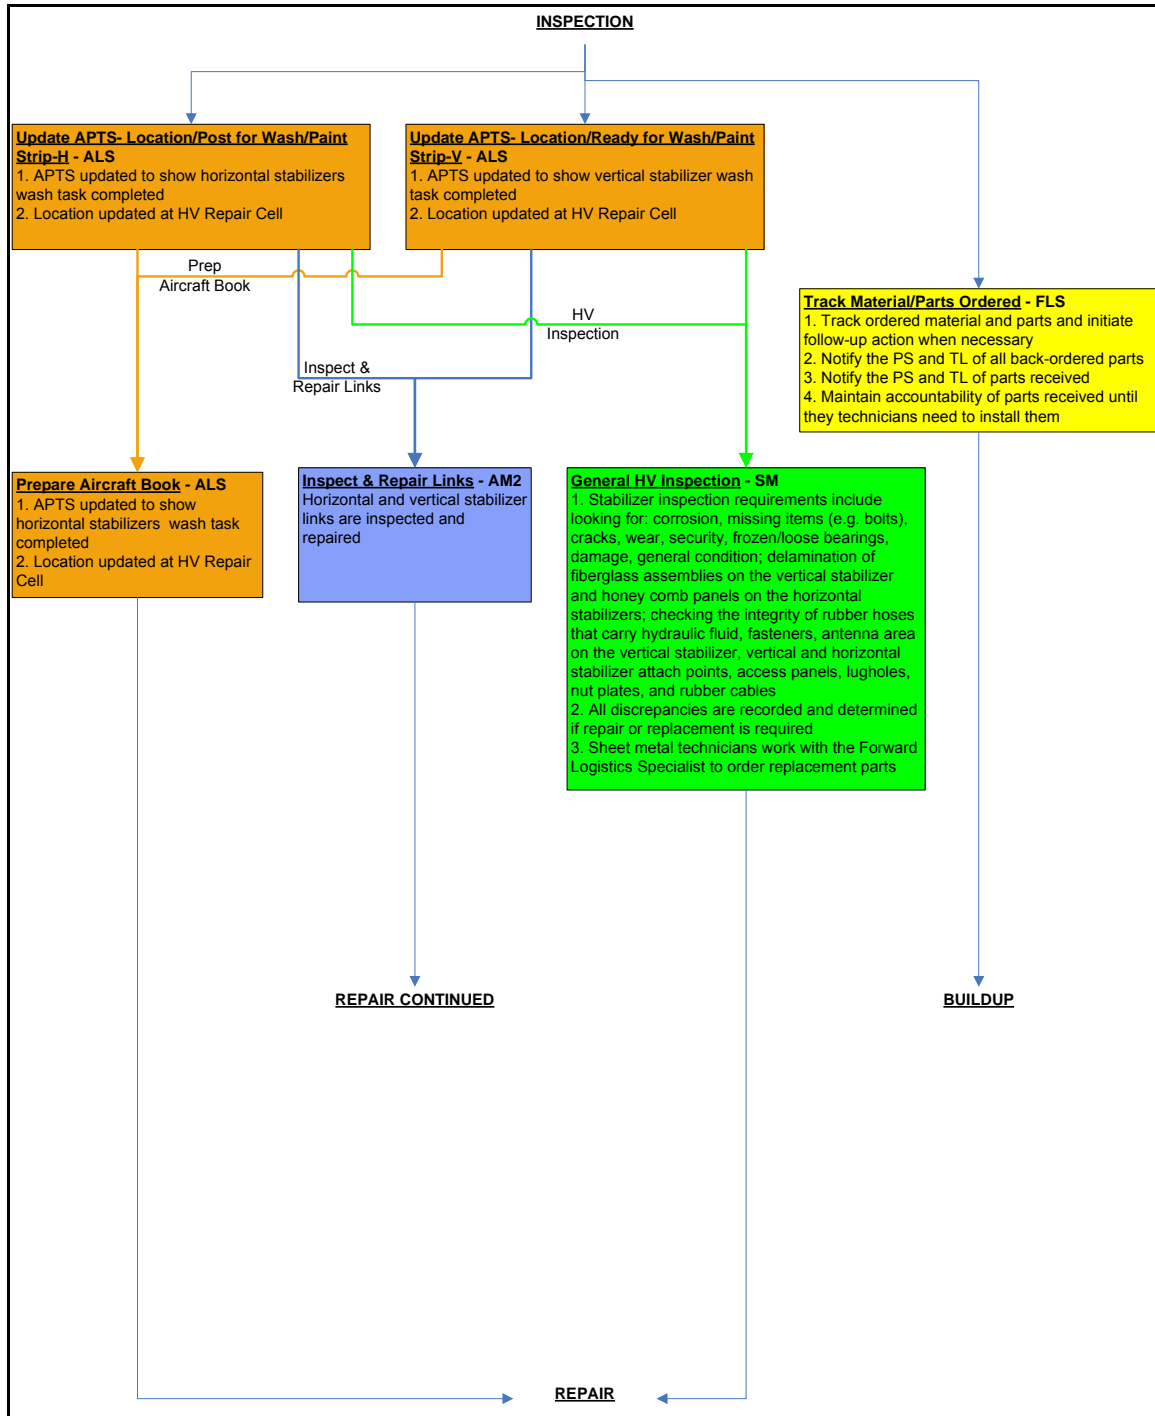 INSPECTION
Update APTS- Location/Post for Wash/Paint
Strip-H - ALS
1. APTS updated to show horizontal stabilizers
wash task completed
2. Location updated at HV Repair Cell
Update APTS- Location/Ready for Wash/Paint
Strip-V - ALS
1. APTS updated to show vertical stabilizer wash
task completed
2. Location updated at HV Repair Cell
Prep
Aircraft Book
HV
Inspection
Inspect &
Repair Links
Track Material/Parts Ordered - FLS
1. Track ordered material and parts and initiate
follow-up action when necessary
2. Notify the PS and TL of all back-ordered parts
3. Notify the PS and TL of parts received
4. Maintain accountability of parts received until
they technicians need to install them
Prepare Aircraft Book - ALS
1. APTS updated to show
horizontal stabilizers  wash task
completed
2. Location updated at HV Repair
Cell
Inspect & Repair Links - AM2
Horizontal and vertical stabilizer
links are inspected and
repaired
General HV Inspection - SM
1. Stabilizer inspection requirements include
looking for: corrosion, missing items (e.g. bolts),
cracks, wear, security, frozen/loose bearings,
damage, general condition; delamination of
fiberglass assemblies on the vertical stabilizer
and honey comb panels on the horizontal
stabilizers; checking the integrity of rubber hoses
that carry hydraulic fluid, fasteners, antenna area
on the vertical stabilizer, vertical and horizontal
stabilizer attach points, access panels, lugholes,
nut plates, and rubber cables
2. All discrepancies are recorded and determined
if repair or replacement is required
3. Sheet metal technicians work with the Forward
Logistics Specialist to order replacement parts
REPAIR CONTINUED
BUILDUP
REPAIR